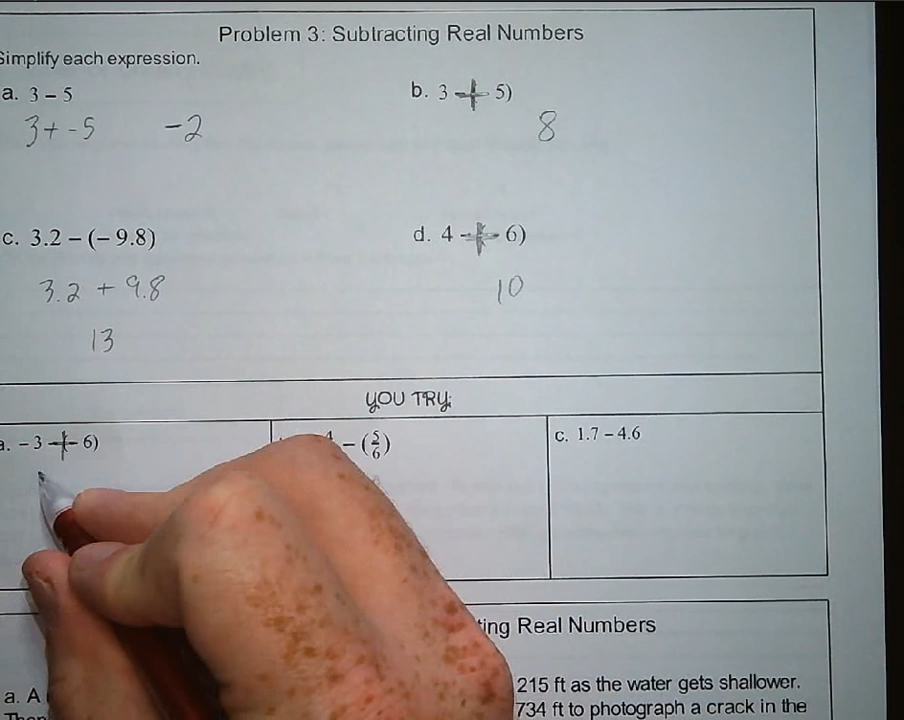 Problem 3: Subtracting Real Numbers
Simplify each expression.
a. 3 – 5
3 + -5 -2
b. 3 + 5)
8
c. 3.2 – (– 9.8)
3.2 + 9.8
13
d. 4 + 6)
10
YOU TRY:
a. – 3 + 6)
– (5/6)
c. 1.7 – 4.6
Real Numbers
a. A 215 ft as the water gets shallower.
734 ft to photograph a crack in the